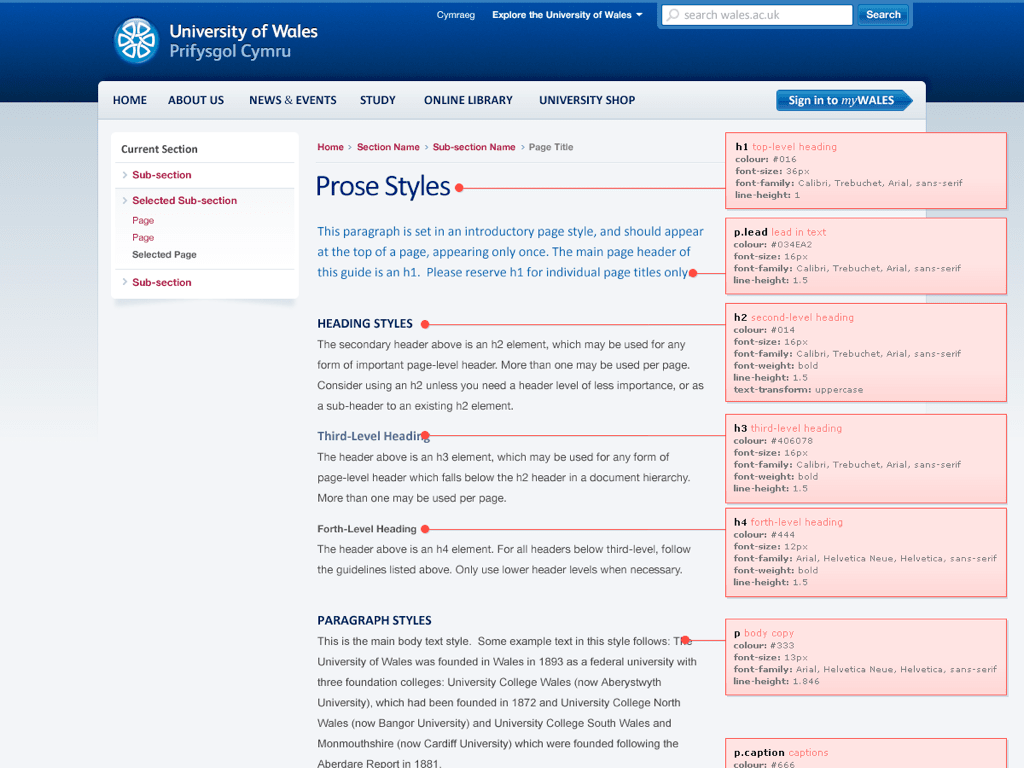 Cymraeg
Explore the University of Wales
search wales.ac.uk
Search
University of Wales
Prifysgol Cymru
HOME
ABOUT US
NEWS & EVENTS
STUDY
ONLINE LIBRARY
UNIVERSITY SHOP
Sign in to myWALES
Current Section
Sub-section
Selected Sub-section
Page
Page
Selected Page
Sub-section
Home › Section Name › Sub-section Name › Page Title
Prose Styles
This paragraph is set in an introductory page style, and should appear
at the top of a page, appearing only once. The main page header of
this guide is an h1. Please reserve h1 for individual page titles only
HEADING STYLES
The secondary header above is an h2 element, which may be used for any
form of important page-level header. More than one may be used per page.
Consider using an h2 unless you need a header level of less importance, or as
a sub-header to an existing h2 element.
Third-Level Heading
The header above is an h3 element, which may be used for any form of
page-level header which falls below the h2 header in a document hierarchy.
More than one may be used per page.
Forth-Level Heading
The header above is an h4 element. For all headers below third-level, follow
the guidelines listed above. Only use lower header levels when necessary.
PARAGRAPH STYLES
This is the main body text style. Some example text in this style follows: The
University of Wales was founded in Wales in 1893 as a federal university with
three foundation colleges: University College Wales (now Aberystwyth
University), which had been founded in 1872 and University College North
Wales (now Bangor University) and University College South Wales and
Monmouthshire (now Cardiff University) which were founded following the
Aberdare Report in 1881.
h1 top-level heading
colour: #016
font-size: 36px
font-family: Calibri, Trebuchet, Arial, sans-serif
line-height: 1
p.lead lead in text
colour: #034EA2
font-size: 16px
font-family: Calibri, Trebuchet, Arial, sans-serif
line-height: 1.5
h2 second-level heading
colour: #014
font-size: 16px
font-family: Calibri, Trebuchet, Arial, sans-serif
font-weight: bold
line-height: 1.5
text-transform: uppercase
h3 third-level heading
colour: #406078
font-size: 16px
font-family: Calibri, Trebuchet, Arial, sans-serif
font-weight: bold
line-height: 1.5
h4 forth-level heading
colour: #444
font-size: 12px
font-family: Arial, Helvetica Neue, Helvetica, sans-serif
font-weight: bold
line-height: 1.5
p body copy
colour: #333
font-size: 13px
font-family: Arial, Helvetica Neue, Helvetica, sans-serif
line-height: 1.846
p.caption captions
colour: #666